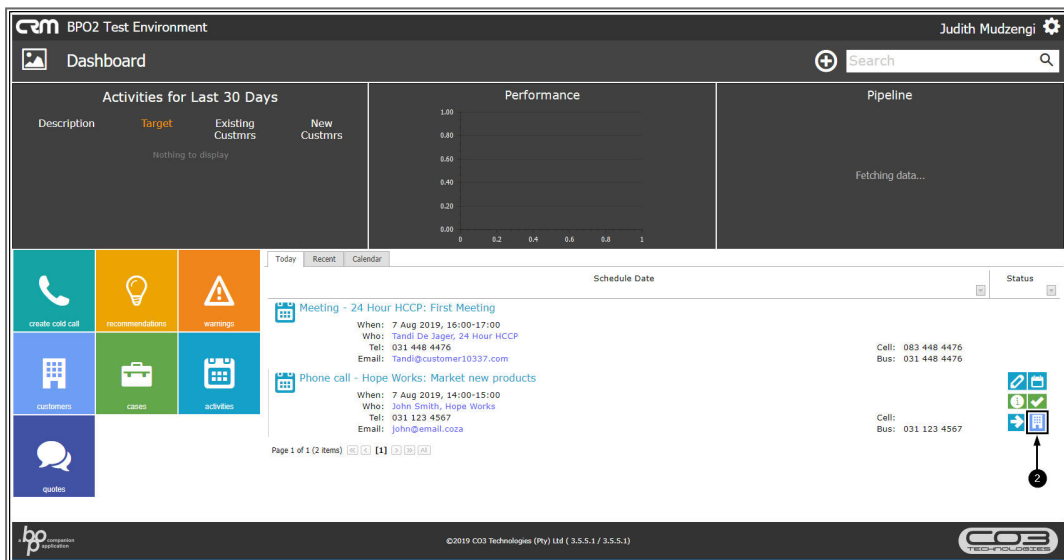 CRM BPO2 Test Environment
Judith Mudzengi
Dashboard
Search
Activities for Last 30 Days
Description Target Existing Custmrs New Custmrs
Nothing to display
Performance
1.00
0.80
0.60
0.40
0.20
0.00
0 0.2 0.4 0.6 0.8 1
Pipeline
Fetching data...
create cold call
recommendations
warnings
customers
cases
activities
quotes
Today Recent Calendar
Schedule Date Status
Meeting - 24 Hour HCCP: First Meeting
When: 7 Aug 2019, 16:00-17:00
Who: Tandi De Jager, 24 Hour HCCP
Tel: 031 448 4476 Cell: 083 448 4476
Email: Tandi@customer10337.com Bus: 031 448 4476
Phone call - Hope Works: Market new products
When: 7 Aug 2019, 14:00-15:00
Who: John Smith, Hope Works
Tel: 031 123 4567 Cell:
Email: john@email.coza Bus: 031 123 4567
Page 1 of 1 (2 items) [1] All
2
a bp companion application
©2019 CO3 Technologies (Pty) Ltd ( 3.5.5.1 / 3.5.5.1)
CO3 TECHNOLOGIES